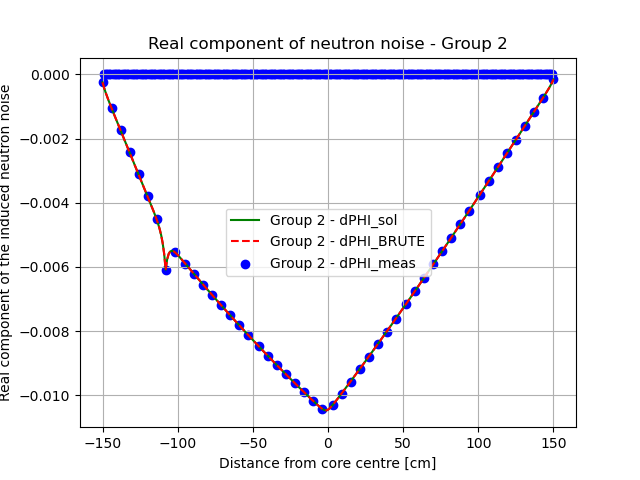 Real component of neutron noise - Group 2
Real component of the induced neutron noise
0.000
−0.002
−0.004
−0.006
−0.008
−0.010
Group 2 - dPHI_sol
Group 2 - dPHI_BRUTE
Group 2 - dPHI_meas
−150
−100
−50
0
50
100
150
Distance from core centre [cm]